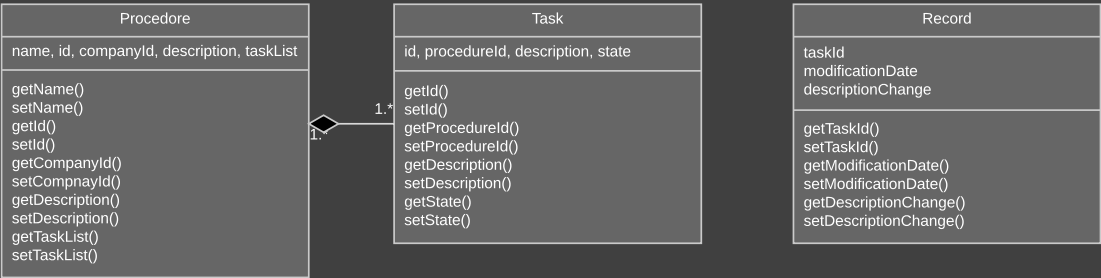 Procedore
name, id, companyId, description, taskList
getName()
setName()
getId()
setId()
getCompanyId()
setCompnayId()
getDescription()
setDescription()
getTaskList()
setTaskList()
1.*
1.*
Task
id, procedureId, description, state
getId()
setId()
getProcedureId()
setProcedureId()
getDescription()
setDescription()
getState()
setState()
Record
taskId
modificationDate
descriptionChange
getTaskId()
setTaskId()
getModificationDate()
setModificationDate()
getDescriptionChange()
setDescriptionChange()